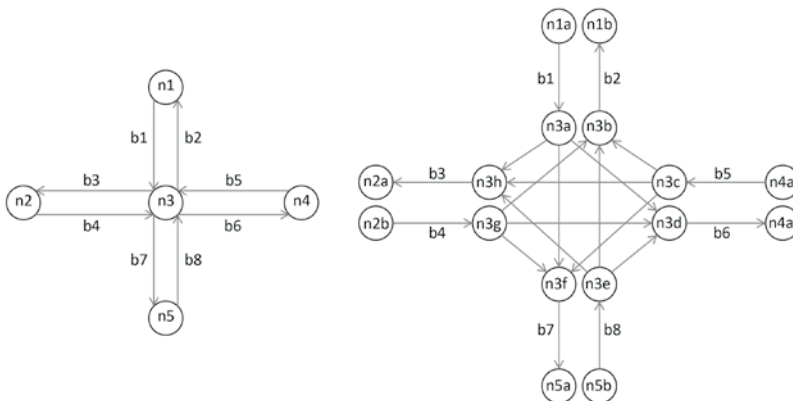 n1
b1 b2
b3 b5
n2 n3 n4
b4 b6
b7 b8
n5
n1a n1b
b1 b2
n3a n3b
n2a b3 n3h n3c b5 n4a
n2b b4 n3g n3d b6 n4a
n3f n3e
b7 b8
n5a n5b